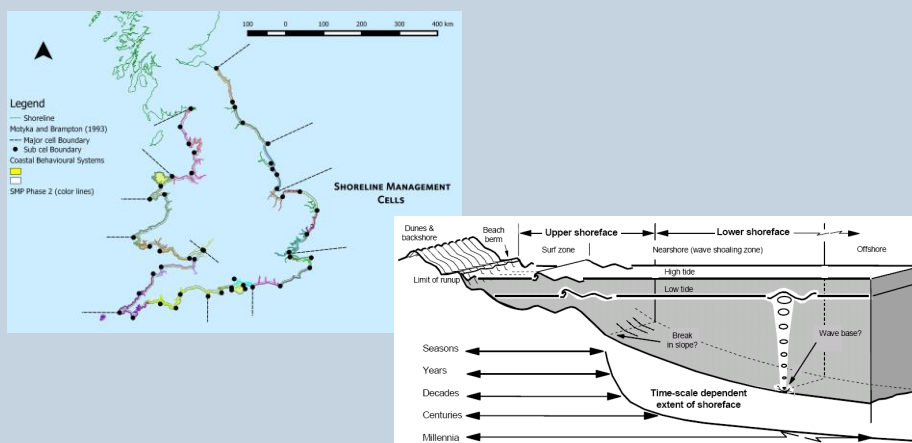 100 0 100 200 300 400 km
Legend
Shoreline
Motyka and Brampton (1993)
Major cell Boundary
Sub cel Boundary
Coastal Behavioural Systems
SMP Phase 2 (color lines)
SHORELINE MANAGEMENT
CELLS
Dunes &
backshore
Beach
berm
Upper shoreface
Lower shoreface
Surf zone
Nearshore (wave shoaling zone)
Offshore
High tide
Limit of runup
Low tide
Break
in slope?
Wave base?
Seasons
Years
Decades
Centuries
Millennia
Time-scale dependent
extent of shoreface